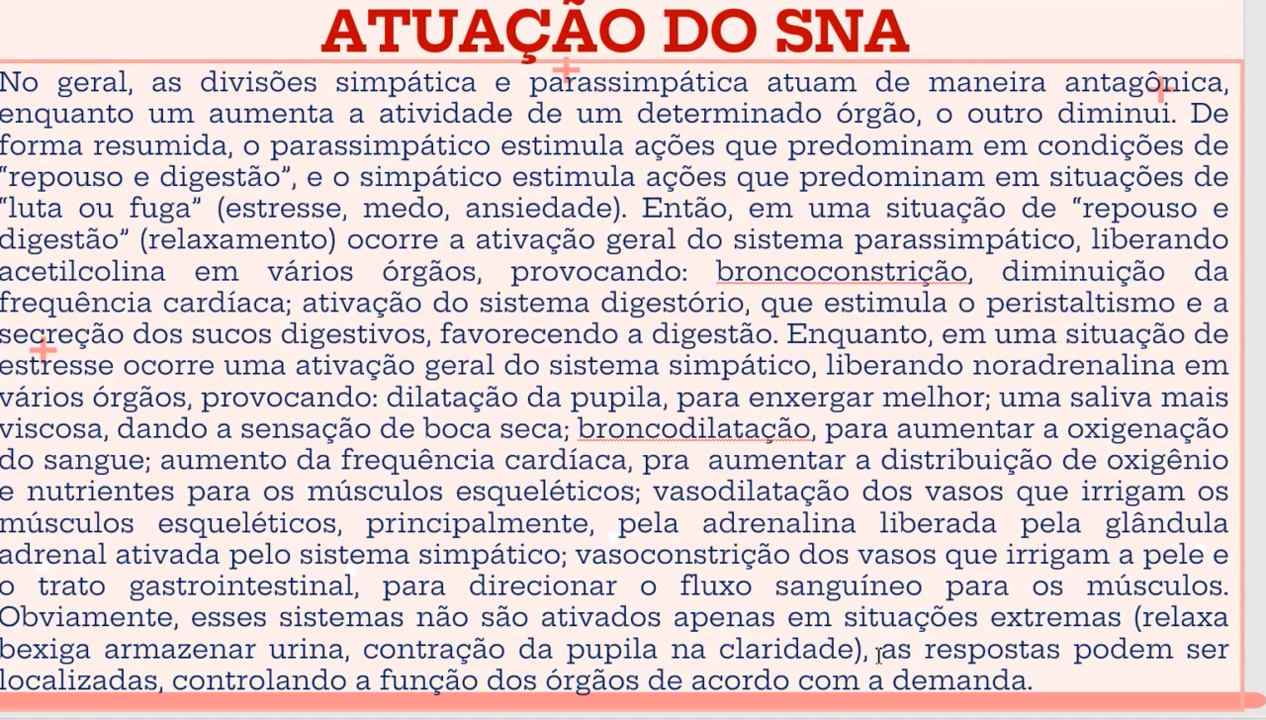 ATUAÇÃO DO SNA
No geral, as divisões simpática e parassimpática atuam de maneira antagônica,
enquanto um aumenta a atividade de um determinado órgão, o outro diminui. De
forma resumida, o parassimpático estimula ações que predominam em condições de
“repouso e digestão”, e o simpático estimula ações que predominam em situações de
“luta ou fuga” (estresse, medo, ansiedade). Então, em uma situação de “repouso e
digestão” (relaxamento) ocorre a ativação geral do sistema parassimpático, liberando
acetilcolina em vários órgãos, provocando: broncoconstrição, diminuição da
frequência cardíaca; ativação do sistema digestório, que estimula o peristaltismo e a
secreção dos sucos digestivos, favorecendo a digestão. Enquanto, em uma situação de
estresse ocorre uma ativação geral do sistema simpático, liberando noradrenalina em
vários órgãos, provocando: dilatação da pupila, para enxergar melhor; uma saliva mais
viscosa, dando a sensação de boca seca; broncodilatação, para aumentar a oxigenação
do sangue; aumento da frequência cardíaca, pra aumentar a distribuição de oxigênio
e nutrientes para os músculos esqueléticos; vasodilatação dos vasos que irrigam os
músculos esqueléticos, principalmente, pela adrenalina liberada pela glândula
adrenal ativada pelo sistema simpático; vasoconstrição dos vasos que irrigam a pele e
o trato gastrointestinal, para direcionar o fluxo sanguíneo para os músculos.
Obviamente, esses sistemas não são ativados apenas em situações extremas (relaxa
bexiga armazenar urina, contração da pupila na claridade), as respostas podem ser
localizadas, controlando a função dos órgãos de acordo com a demanda.